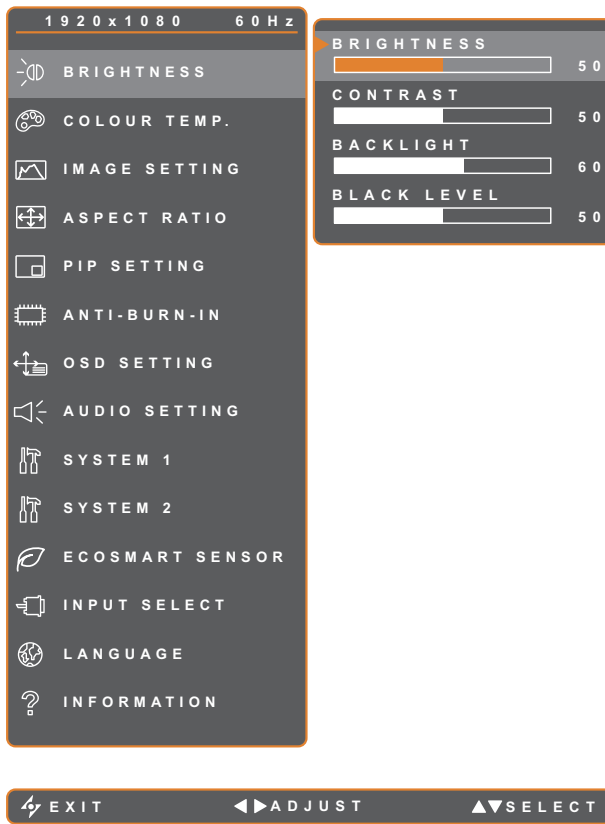 1920x1080 60Hz
BRIGHTNESS
COLOUR TEMP.
IMAGE SETTING
ASPECT RATIO
PIP SETTING
ANTI-BURN-IN
OSD SETTING
AUDIO SETTING
SYSTEM 1
SYSTEM 2
ECOSMART SENSOR
INPUT SELECT
LANGUAGE
INFORMATION
BRIGHTNESS
50
CONTRAST
50
BACKLIGHT
60
BLACK LEVEL
50
EXIT ADJUST SELECT